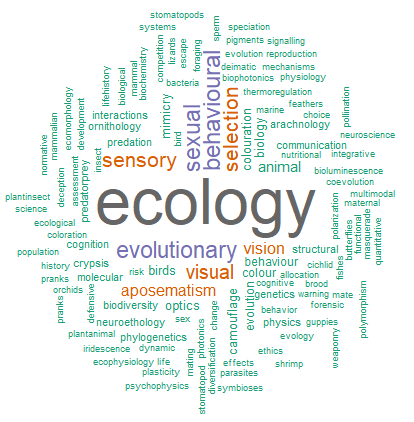 stomatopods
systems
sperm
speciation
pigments
signalling
competition
lizards
escape
foraging
behavioural
evolution
reproduction
deimatic
mechanisms
biophotonics
physiology
lifehistory
biological
mammal
biochemistry
bacteria
sexual
selection
thermoregulation
feathers
marine
choice
pollination
normative
mammalian
ecomorphology
development
interactions
ornithology
mimicry
bird
colouration
biology
arachnology
neuroscience
predation
communication
insect
sensory
nutritional
integrative
animal
bioluminescence
plantinsect
science
deception
assessment
predatorprey
coevolution
multimodal
maternal
ecology
ecological
coloration
cognition
polarization
butterflies
functional
masquerade
quantitative
population
evolutionary
vision
structural
fishes
history
crypsis
behaviour
cichlid
pranks
molecular
risk
birds
visual
colour
allocation
orchids
cognitive
brood
aposematism
genetics
warning
mate
pranks
defensive
biodiversity
optics
camouflage
evolution
forensic
polymorphism
behavior
neuroethology
sex
change
physics
guppies
plantanimal
phylogenetics
evology
weaponry
iridescence
dynamic
photonics
ethics
ecophysiology
life
mating
effects
shrimp
plasticity
stomatopod
diversification
parasites
psychophysics
symbioses